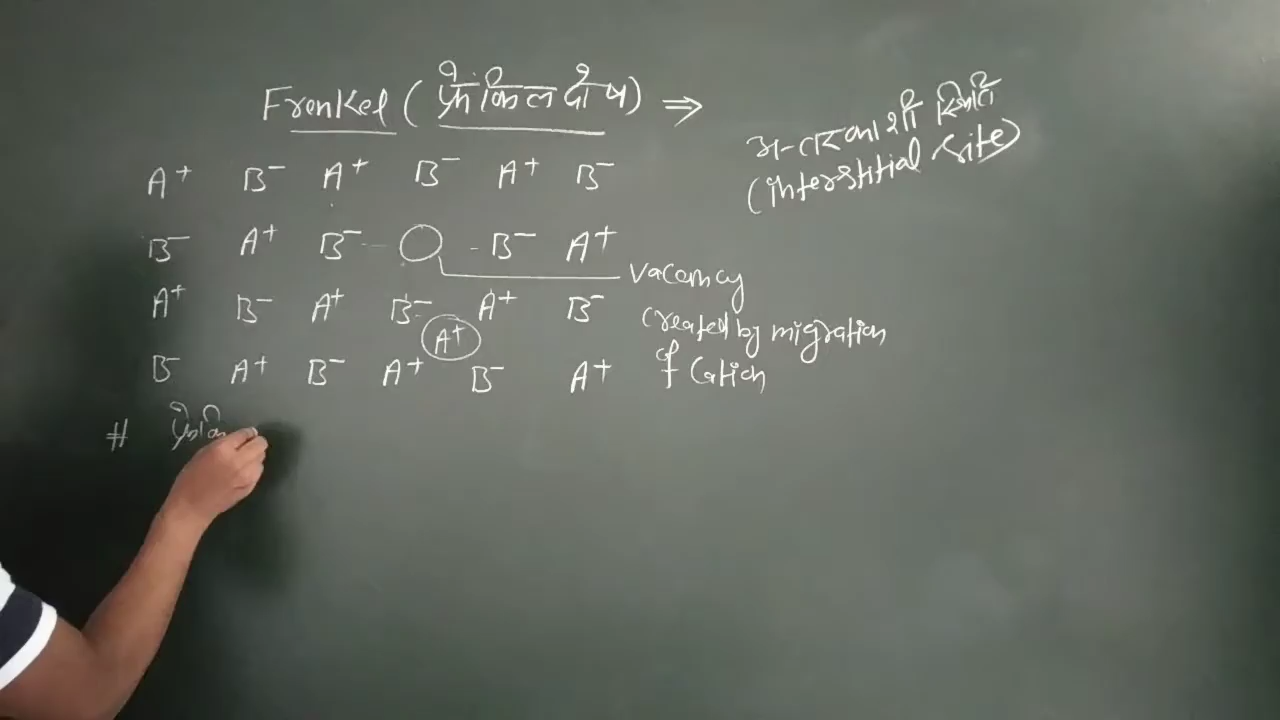 Frenkel (फ्रेंकिल दोष) ⇒
अन्तराकाशी स्थिति
(interstitial site)
A⁺ B⁻ A⁺ B⁻ A⁺ B⁻
B⁻ A⁺ B⁻ B⁻ A⁺
vacancy
A⁺ B⁻ A⁺ B⁻ A⁺ B⁻
created by migration
A⁺
B⁻ A⁺ B⁻ A⁺ B⁻ A⁺
of Cation
#